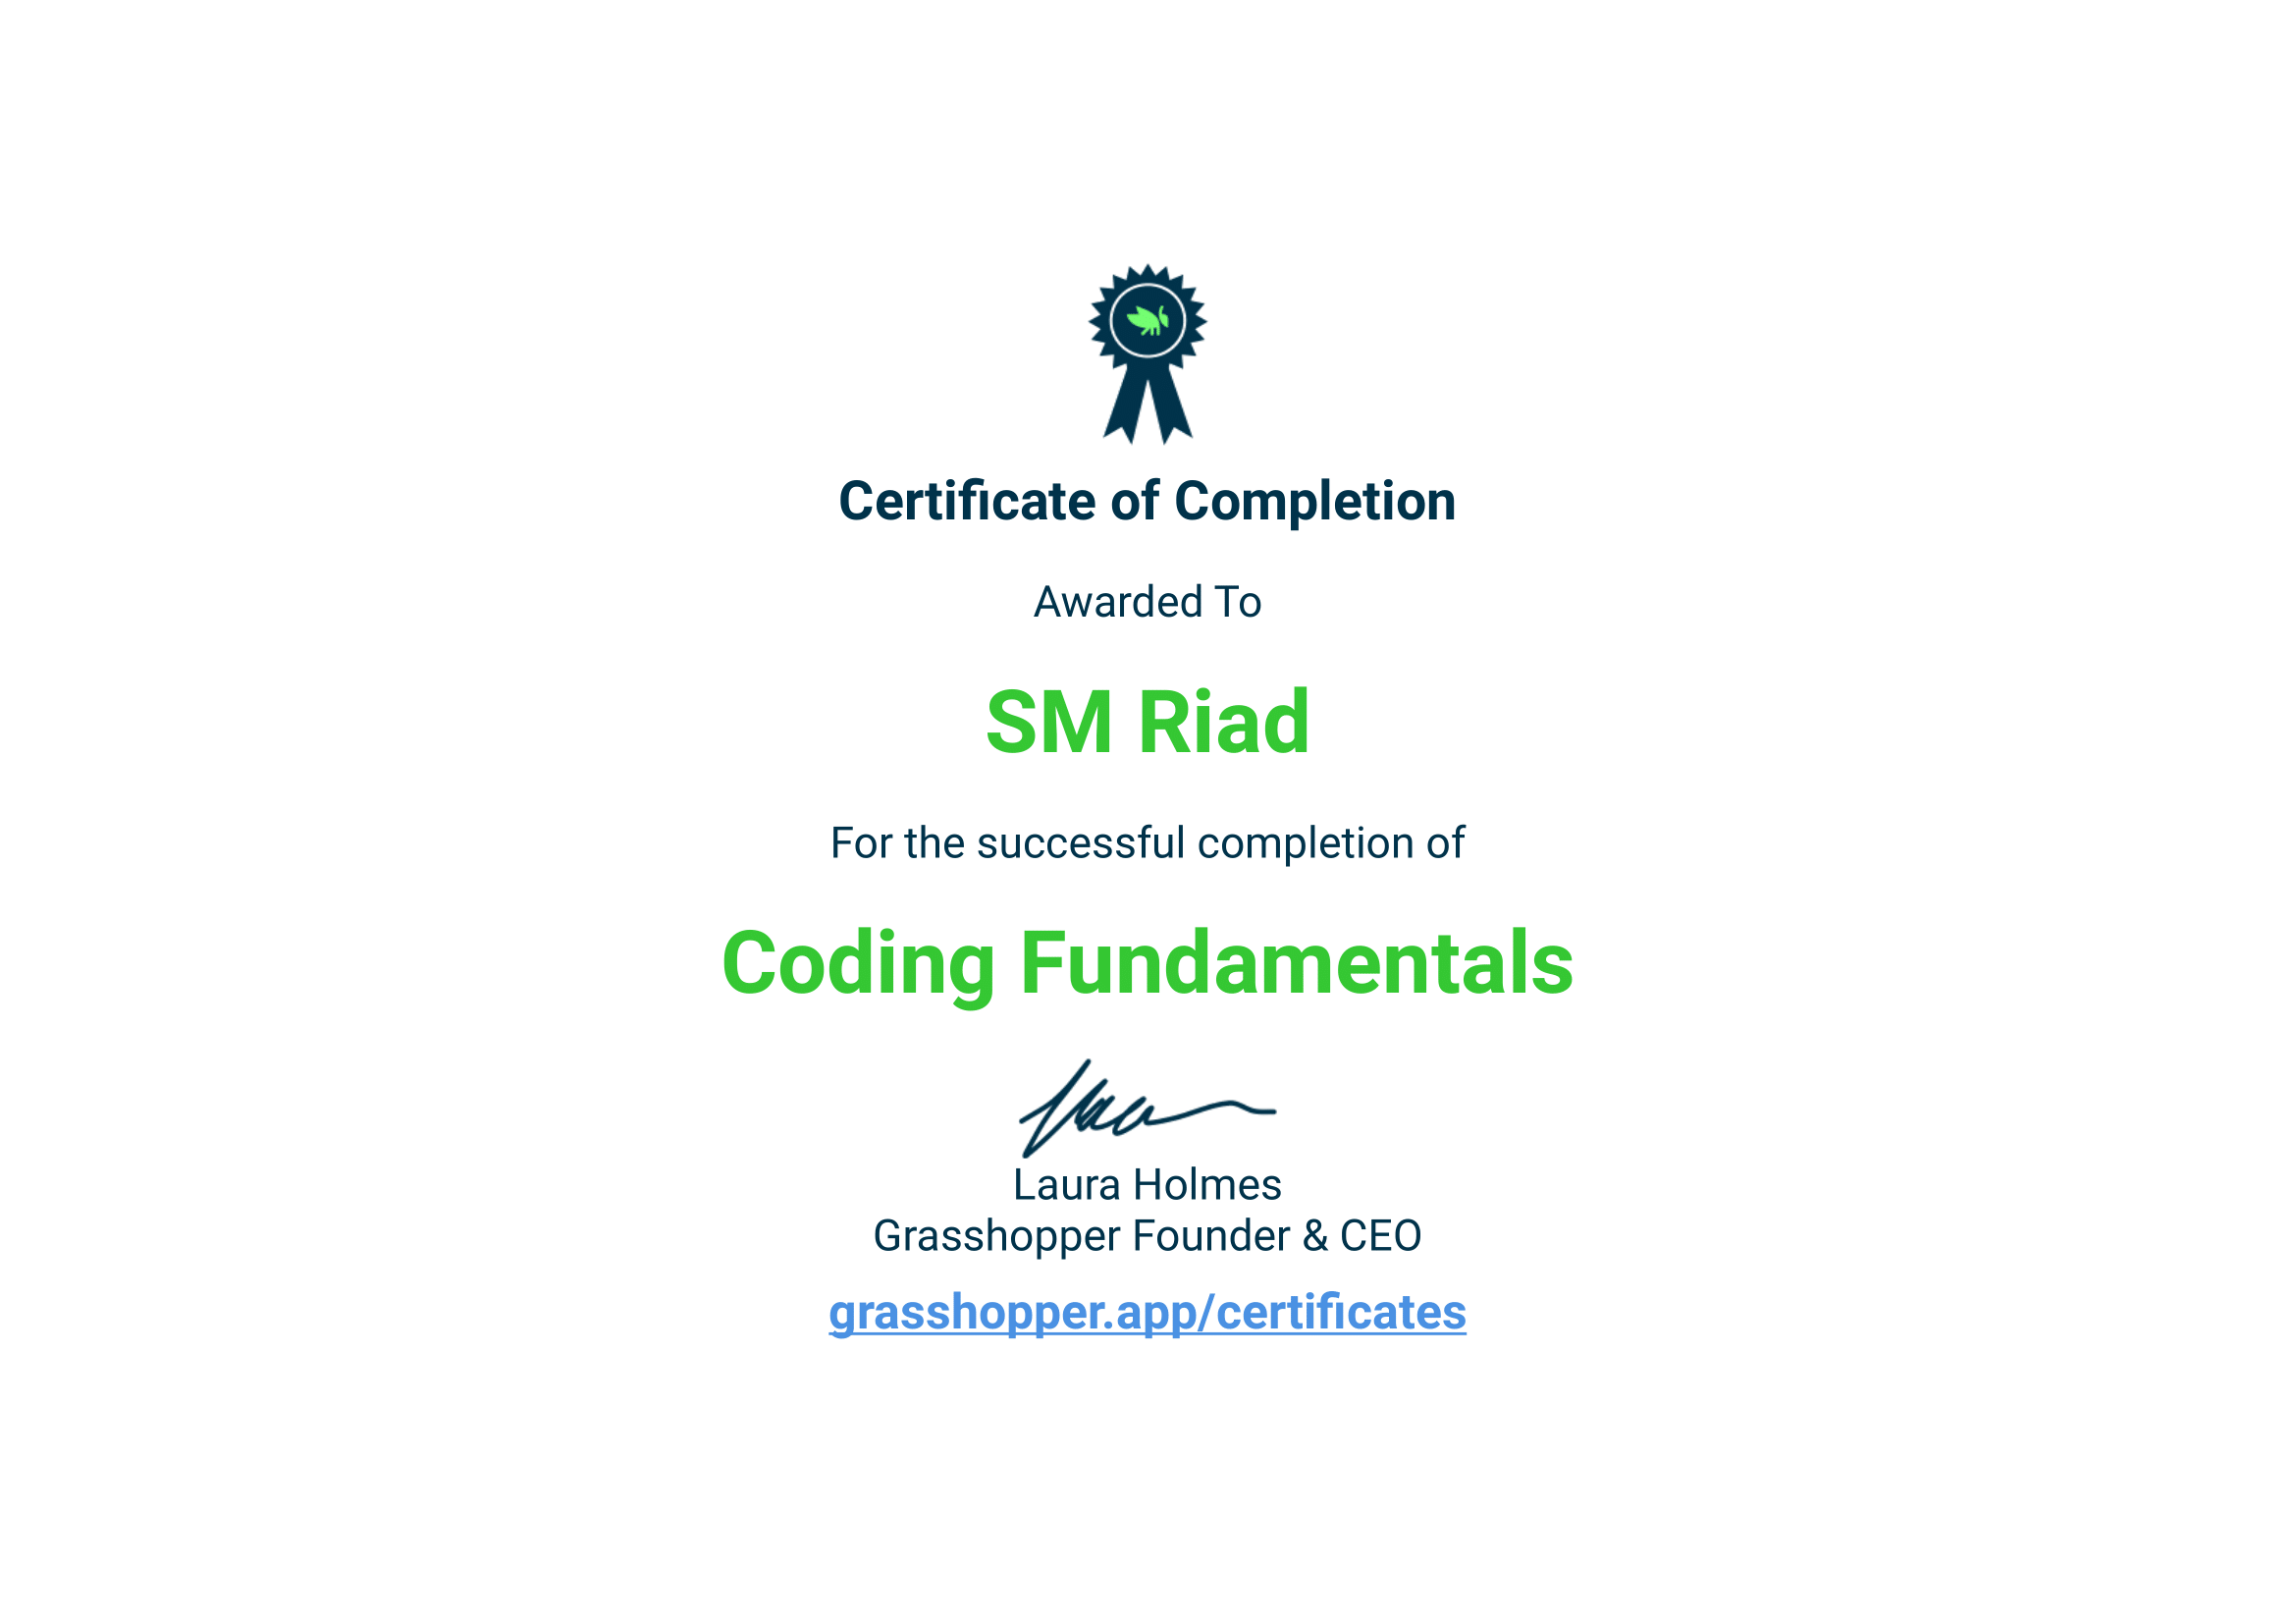 Certificate of Completion
Awarded To
SM Riad
For the successful completion of
Coding Fundamentals
Laura Holmes
Grasshopper Founder & CEO
grasshopper.app/certificates